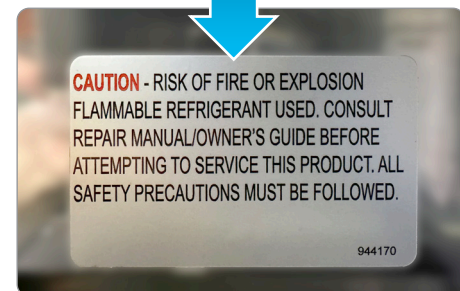 CAUTION - RISK OF FIRE OR EXPLOSION
FLAMMABLE REFRIGERANT USED. CONSULT
REPAIR MANUAL/OWNER'S GUIDE BEFORE
ATTEMPTING TO SERVICE THIS PRODUCT. ALL
SAFETY PRECAUTIONS MUST BE FOLLOWED.
944170